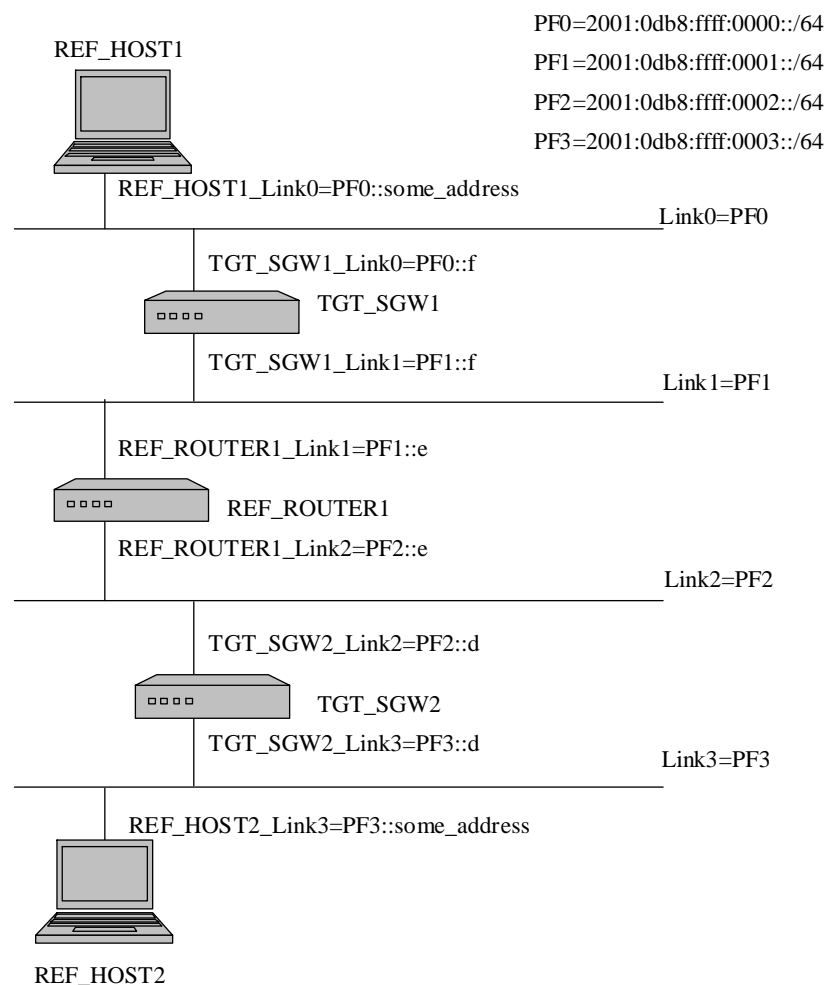 PF0=2001:0db8:ffff:0000::/64
REF_HOST1
PF1=2001:0db8:ffff:0001::/64
PF2=2001:0db8:ffff:0002::/64
PF3=2001:0db8:ffff:0003::/64
REF_HOST1_Link0=PF0::some_address
Link0=PF0
TGT_SGW1_Link0=PF0::f
TGT_SGW1
TGT_SGW1_Link1=PF1::f
Link1=PF1
REF_ROUTER1_Link1=PF1::e
REF_ROUTER1
REF_ROUTER1_Link2=PF2::e
Link2=PF2
TGT_SGW2_Link2=PF2::d
TGT_SGW2
TGT_SGW2_Link3=PF3::d
Link3=PF3
REF_HOST2_Link3=PF3::some_address
REF_HOST2